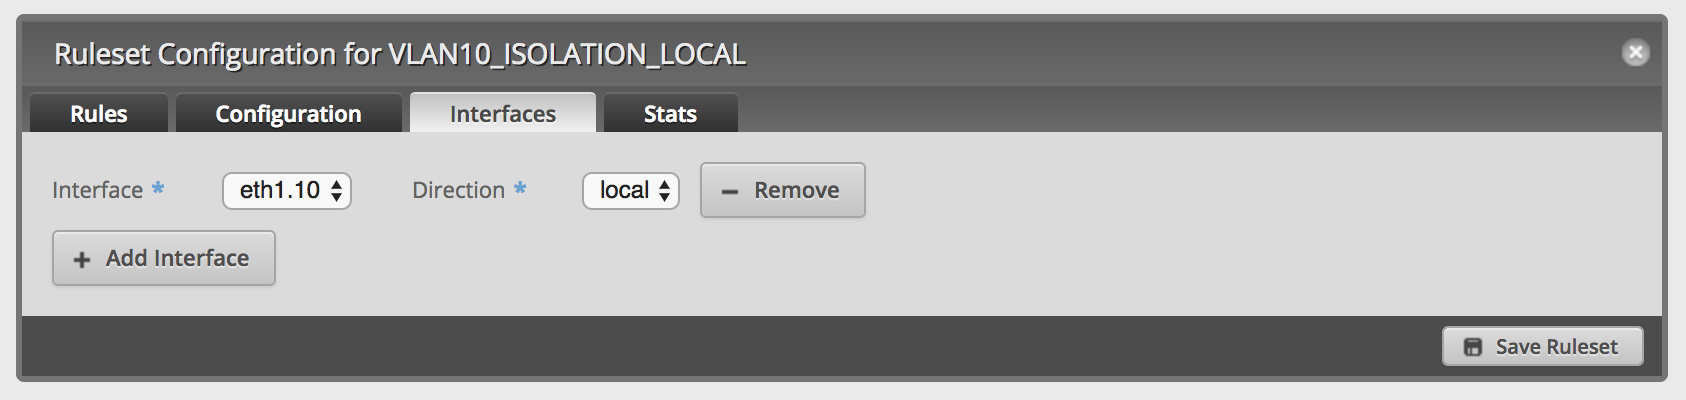 Ruleset Configuration for VLAN10_ISOLATION_LOCAL
Rules Configuration Interfaces Stats
Interface * eth1.10 Direction * local − Remove
+ Add Interface
Save Ruleset